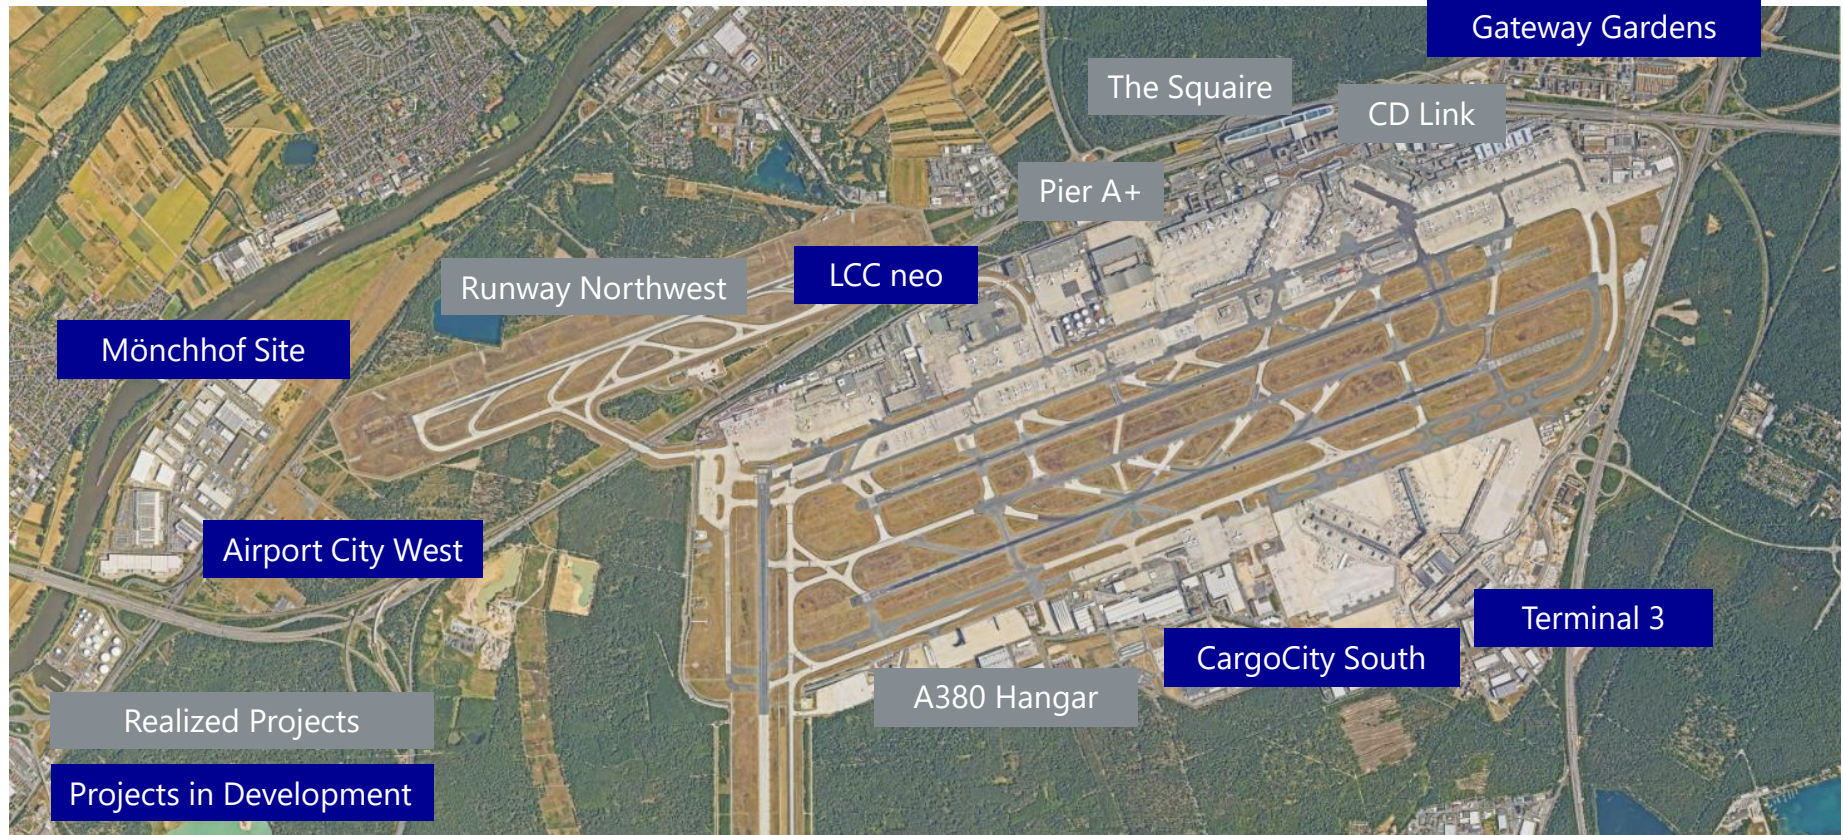 Gateway Gardens
The Squaire
CD Link
Pier A+
LCC neo
Runway Northwest
Mönchhof Site
Airport City West
Terminal 3
CargoCity South
A380 Hangar
Realized Projects
Projects in Development